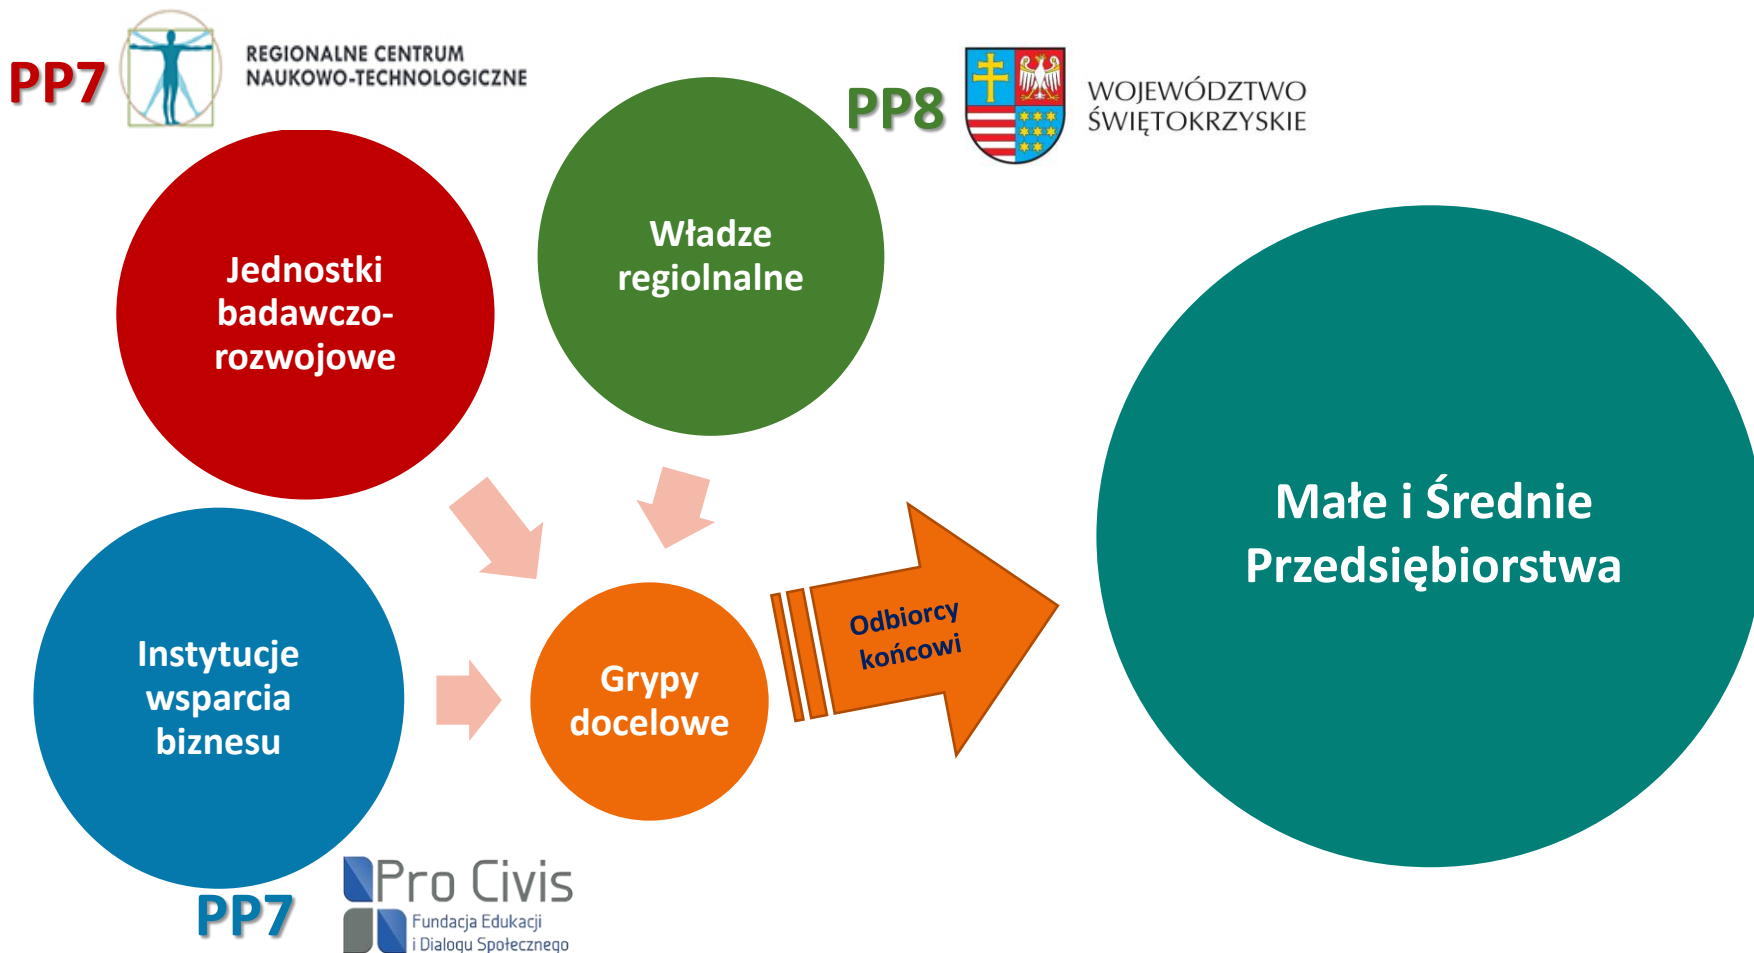 PP7
REGIONALNE CENTRUM
NAUKOWO-TECHNOLOGICZNE
PP8
WOJEWÓDZTWO
ŚWIĘTOKRZYSKIE
Jednostki
badawczo-
rozwojowe
Władze
regiolnalne
Małe i Średnie
Przedsiębiorstwa
Instytucje
wsparcia
biznesu
Grypy
docelowe
Odbiorcy
końcowi
PP7
Pro Civis
Fundacja Edukacji
i Dialogu Społecznego